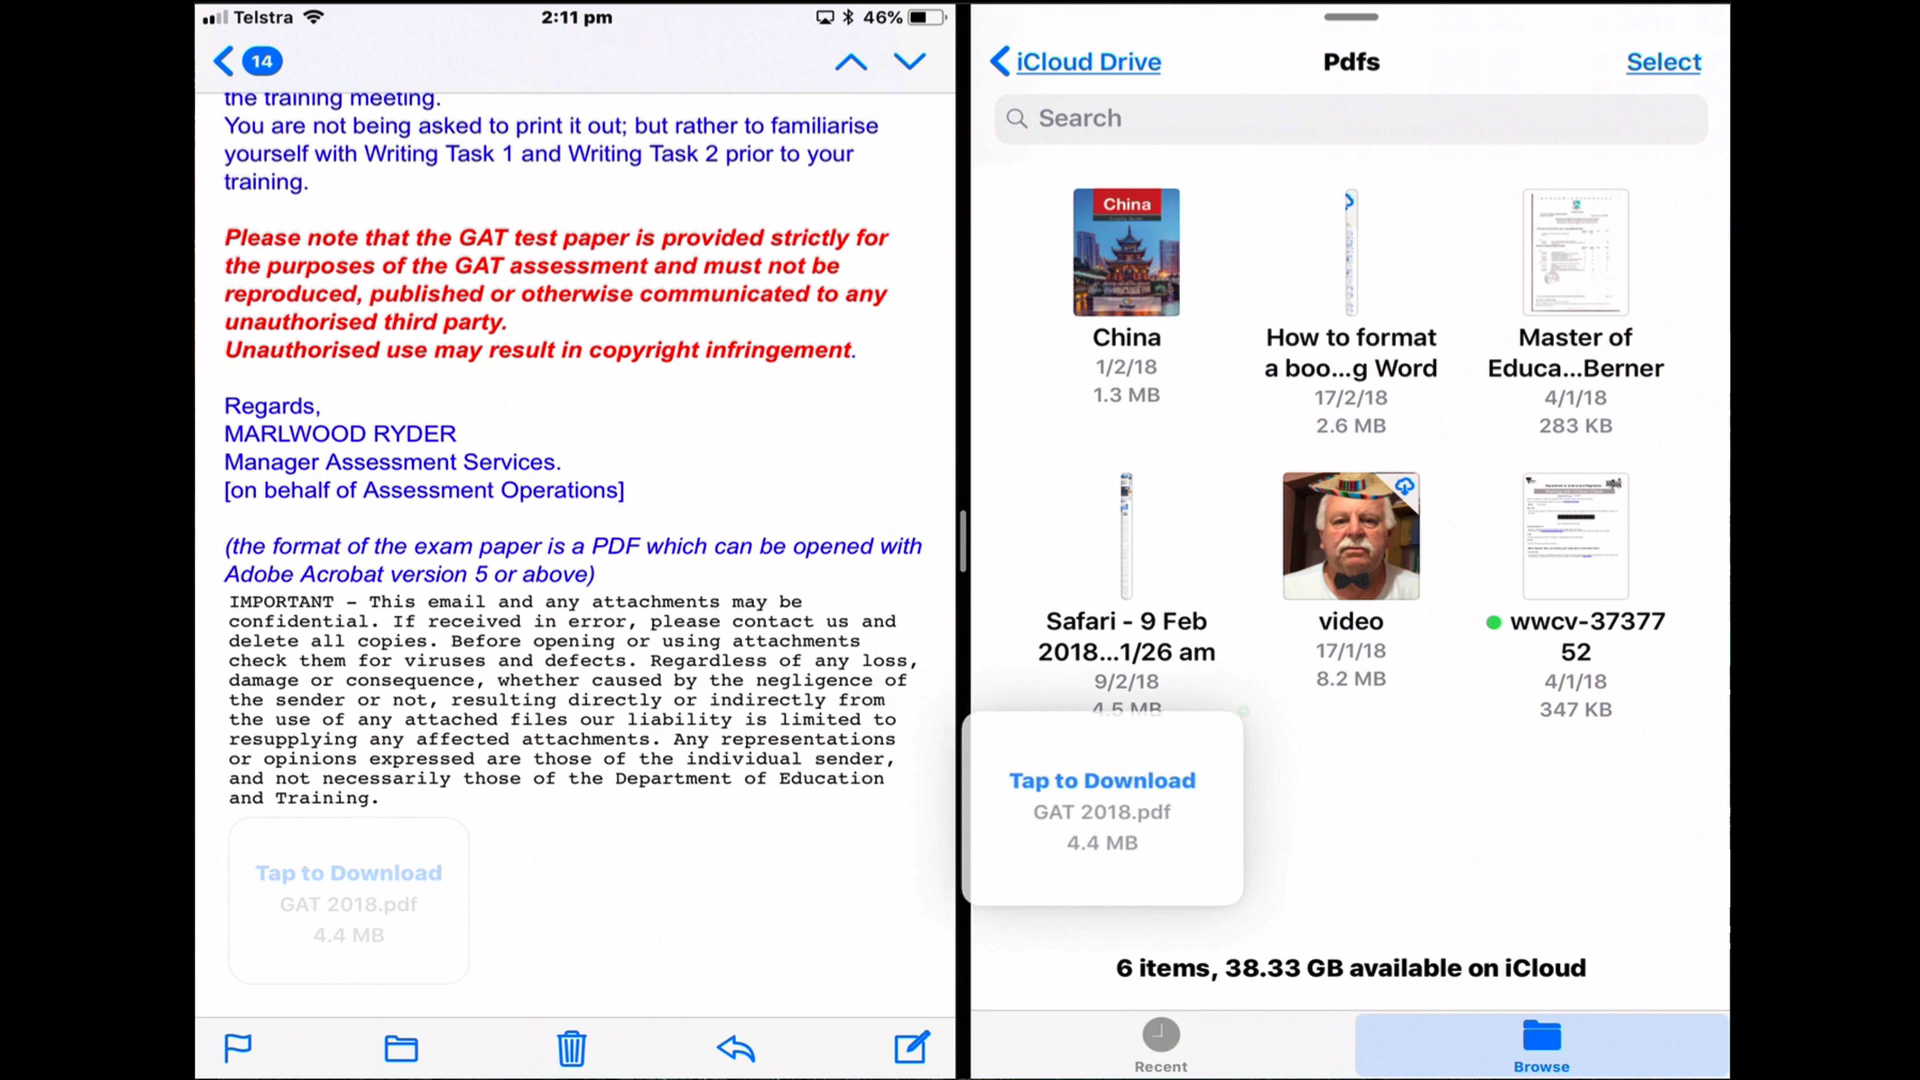 Telstra
2:11 pm
46%
14
the training meeting.
You are not being asked to print it out; but rather to familiarise
yourself with Writing Task 1 and Writing Task 2 prior to your
training.
Please note that the GAT test paper is provided strictly for
the purposes of the GAT assessment and must not be
reproduced, published or otherwise communicated to any
unauthorised third party.
Unauthorised use may result in copyright infringement.
Regards,
MARLWOOD RYDER
Manager Assessment Services.
[on behalf of Assessment Operations]
(the format of the exam paper is a PDF which can be opened with
Adobe Acrobat version 5 or above)
IMPORTANT - This email and any attachments may be
confidential. If received in error, please contact us and
delete all copies. Before opening or using attachments
check them for viruses and defects. Regardless of any loss,
damage or consequence, whether caused by the negligence of
the sender or not, resulting directly or indirectly from
the use of any attached files our liability is limited to
resupplying any affected attachments. Any representations
or opinions expressed are those of the individual sender,
and not necessarily those of the Department of Education
and Training.
Tap to Download
GAT 2018.pdf
4.4 MB
iCloud Drive
Pdfs
Select
Search
China
China
1/2/18
1.3 MB
How to format
a boo...g Word
17/2/18
2.6 MB
Master of
Educa...Berner
4/1/18
283 KB
Safari - 9 Feb
2018...1/26 am
9/2/18
4.5 MB
video
17/1/18
8.2 MB
wwcv-37377
52
4/1/18
347 KB
Tap to Download
GAT 2018.pdf
4.4 MB
6 items, 38.33 GB available on iCloud
Recent
Browse